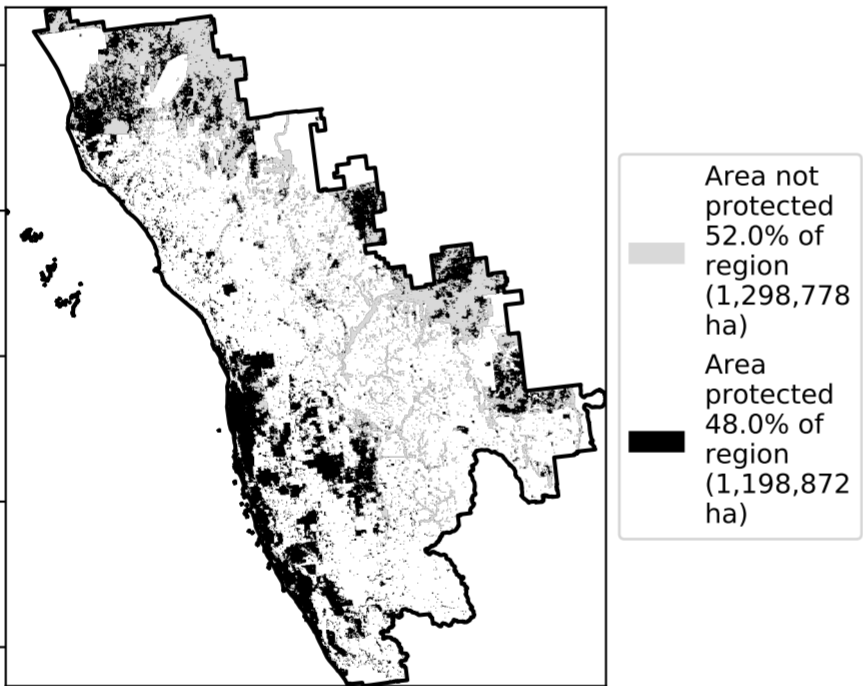 Area not
protected
52.0% of
region
(1,298,778
ha)
Area
protected
48.0% of
region
(1,198,872
ha)